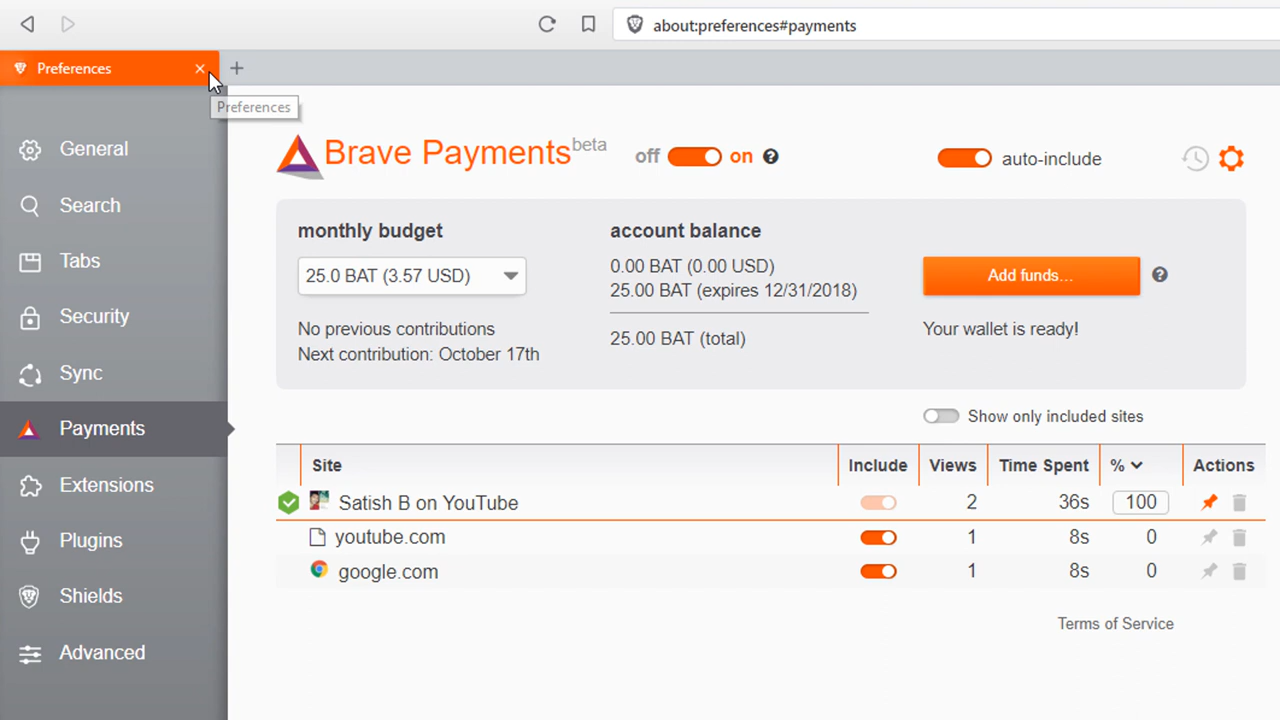 about:preferences#payments
Preferences
Preferences
General
Search
Tabs
Security
Sync
Payments
Extensions
Plugins
Shields
Advanced
Brave Payments beta off on ? auto-include
monthly budget
25.0 BAT (3.57 USD)
No previous contributions
Next contribution: October 17th
account balance
0.00 BAT (0.00 USD)
25.00 BAT (expires 12/31/2018)
25.00 BAT (total)
Add funds... ?
Your wallet is ready!
Show only included sites
Site Include Views Time Spent % Actions
Satish B on YouTube 2 36s 100
youtube.com 1 8s 0
google.com 1 8s 0
Terms of Service